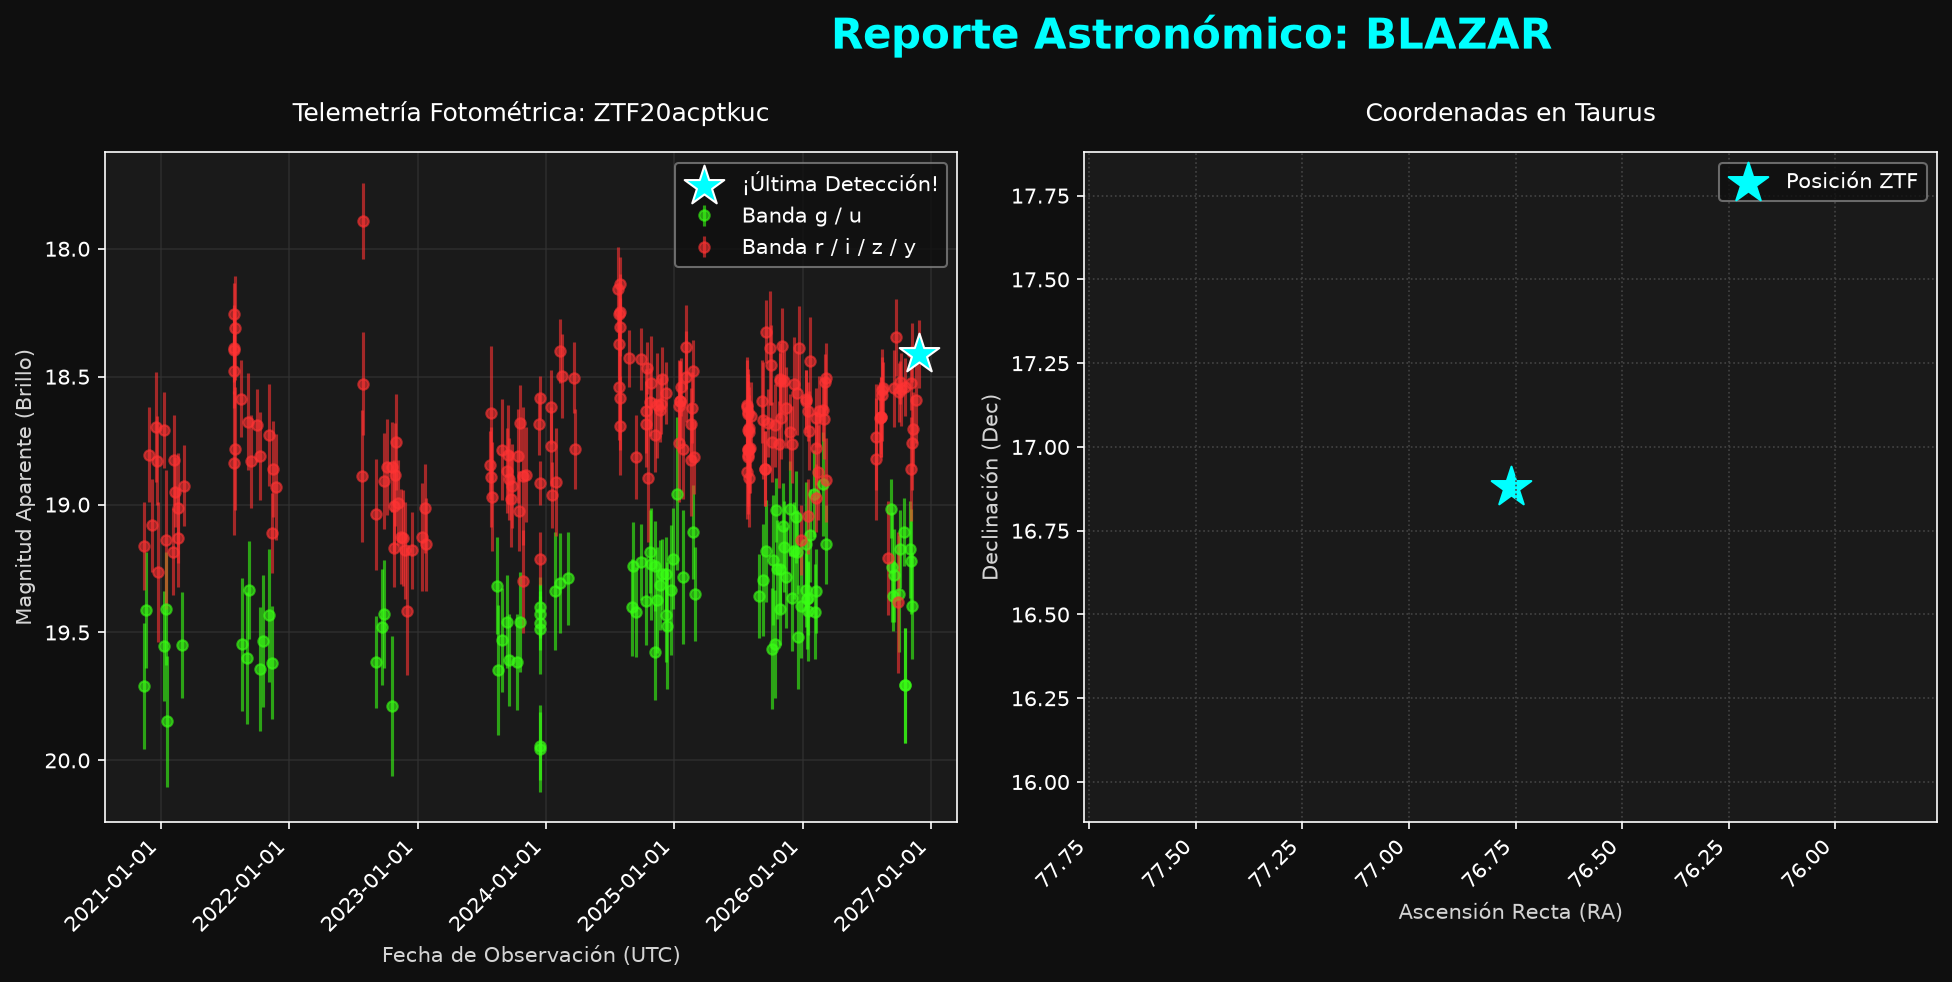 Reporte Astronómico: BLAZAR
Telemetría Fotométrica: ZTF20acptkuc
¡Última Detección!
Banda g / u
Banda r / i / z / y
Magnitud Aparente (Brillo)
18.0
18.5
19.0
19.5
20.0
2021-01-01
2022-01-01
2023-01-01
2024-01-01
2025-01-01
2026-01-01
2027-01-01
Fecha de Observación (UTC)
Coordenadas en Taurus
Posición ZTF
Declinación (Dec)
17.75
17.50
17.25
17.00
16.75
16.50
16.25
16.00
77.75
77.50
77.25
77.00
76.75
76.50
76.25
76.00
Ascensión Recta (RA)